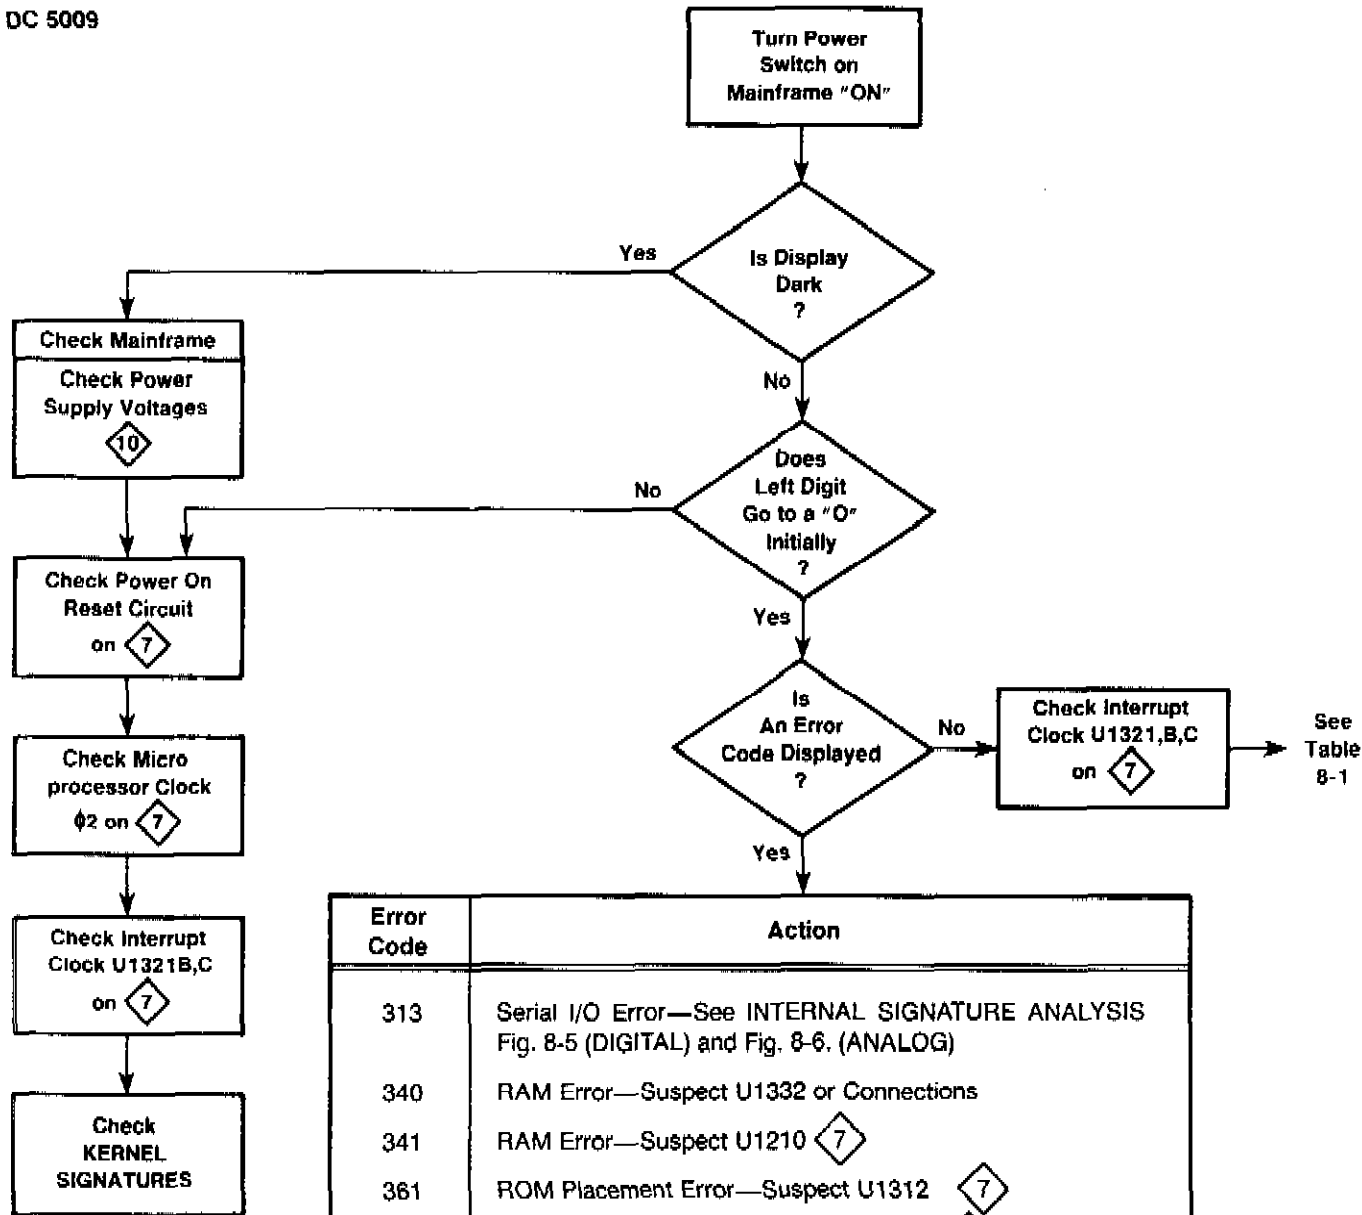 DC 5009
Turn Power
Switch on
Mainframe "ON"
Is Display
Dark
?
Yes
No
Check Mainframe
Check Power
Supply Voltages
10
Does
Left Digit
Go to a "O"
Initially
?
No
Yes
Check Power On
Reset Circuit
on 7
Is
An Error
Code Displayed
?
No
Yes
Check Interrupt
Clock U1321,B,C
on 7
See
Table
8-1
Check Micro
processor Clock
ϕ2 on 7
Check Interrupt
Clock U1321B,C
on 7
Check
KERNEL
SIGNATURES
Error
Code
Action
313 Serial I/O Error—See INTERNAL SIGNATURE ANALYSIS
Fig. 8-5 (DIGITAL) and Fig. 8-6. (ANALOG)
340 RAM Error—Suspect U1332 or Connections
341 RAM Error—Suspect U1210 7
361 ROM Placement Error—Suspect U1312 7